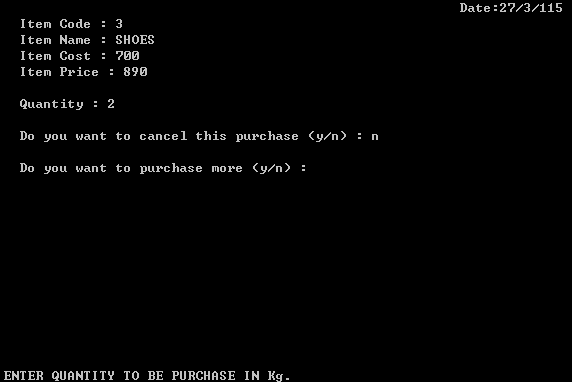 Date:27/3/115
Item Code : 3
Item Name : SHOES
Item Cost : 700
Item Price : 890
Quantity : 2
Do you want to cancel this purchase (y/n) : n
Do you want to purchase more (y/n) :
ENTER QUANTITY TO BE PURCHASE IN Kg.